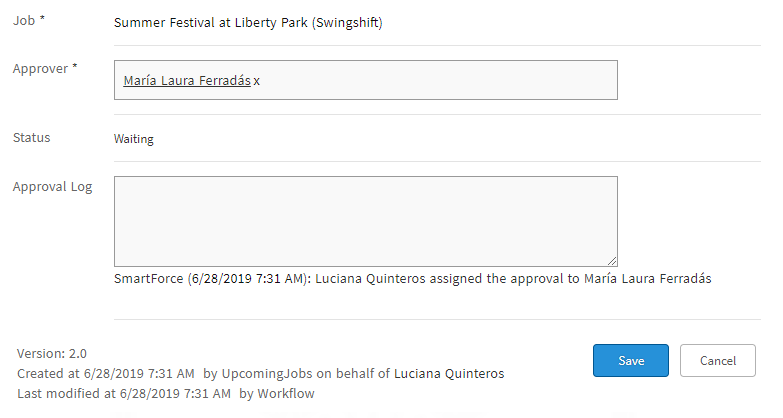 Job * Summer Festival at Liberty Park (Swingshift)
Approver * María Laura Ferradás x
Status Waiting
Approval Log
SmartForce (6/28/2019 7:31 AM): Luciana Quinteros assigned the approval to María Laura Ferradás
Version: 2.0
Created at 6/28/2019 7:31 AM by UpcomingJobs on behalf of Luciana Quinteros
Last modified at 6/28/2019 7:31 AM by Workflow
Save Cancel